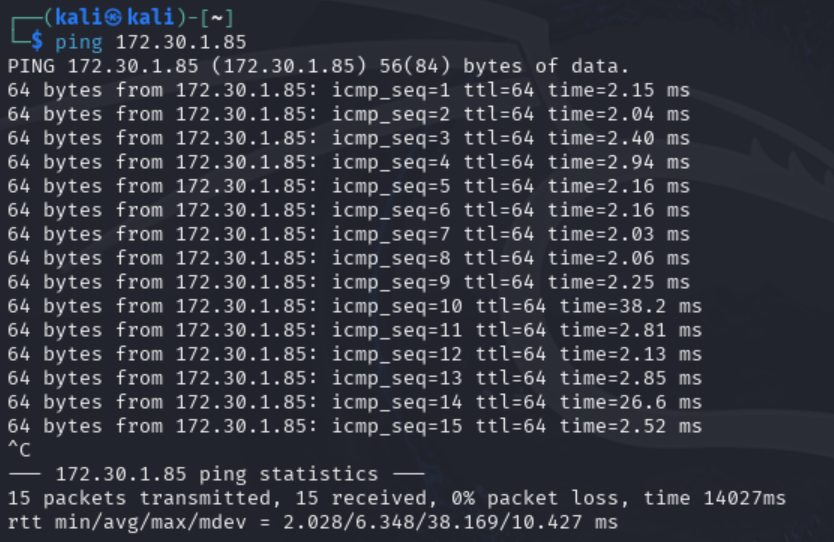 ┌──(kali㉿kali)-[~]
└─$ ping 172.30.1.85
PING 172.30.1.85 (172.30.1.85) 56(84) bytes of data.
64 bytes from 172.30.1.85: icmp_seq=1 ttl=64 time=2.15 ms
64 bytes from 172.30.1.85: icmp_seq=2 ttl=64 time=2.04 ms
64 bytes from 172.30.1.85: icmp_seq=3 ttl=64 time=2.40 ms
64 bytes from 172.30.1.85: icmp_seq=4 ttl=64 time=2.94 ms
64 bytes from 172.30.1.85: icmp_seq=5 ttl=64 time=2.16 ms
64 bytes from 172.30.1.85: icmp_seq=6 ttl=64 time=2.16 ms
64 bytes from 172.30.1.85: icmp_seq=7 ttl=64 time=2.03 ms
64 bytes from 172.30.1.85: icmp_seq=8 ttl=64 time=2.06 ms
64 bytes from 172.30.1.85: icmp_seq=9 ttl=64 time=2.25 ms
64 bytes from 172.30.1.85: icmp_seq=10 ttl=64 time=38.2 ms
64 bytes from 172.30.1.85: icmp_seq=11 ttl=64 time=2.81 ms
64 bytes from 172.30.1.85: icmp_seq=12 ttl=64 time=2.13 ms
64 bytes from 172.30.1.85: icmp_seq=13 ttl=64 time=2.85 ms
64 bytes from 172.30.1.85: icmp_seq=14 ttl=64 time=26.6 ms
64 bytes from 172.30.1.85: icmp_seq=15 ttl=64 time=2.52 ms
^C
--- 172.30.1.85 ping statistics ---
15 packets transmitted, 15 received, 0% packet loss, time 14027ms
rtt min/avg/max/mdev = 2.028/6.348/38.169/10.427 ms